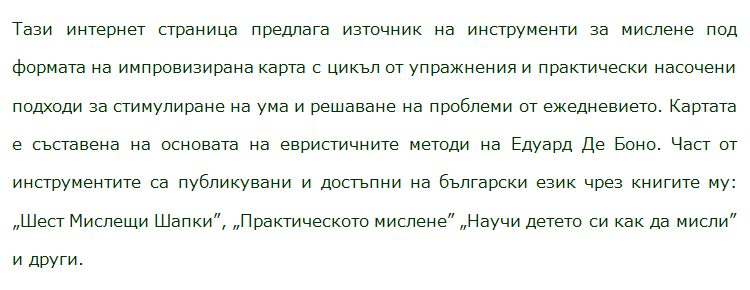 Тази интернет страница предлага източник на инструменти за мислене под
формата на импровизирана карта с цикъл от упражнения и практически насочени
подходи за стимулиране на ума и решаване на проблеми от ежедневието. Картата
е съставена на основата на евристичните методи на Едуард Де Боно. Част от
инструментите са публикувани и достъпни на български език чрез книгите му:
„Шест Мислещи Шапки”, „Практическото мислене” „Научи детето си как да мисли”
и други.